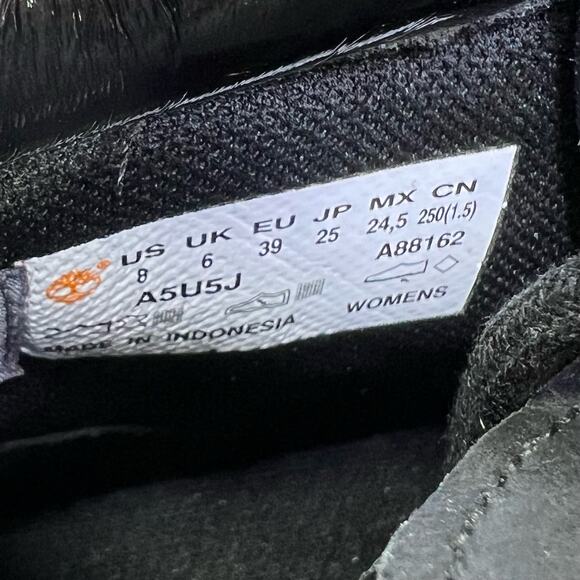 US UK EU JP MX CN
8 6 39 25 24,5 250(1.5)
A5U5J A88162
MADE IN INDONESIA WOMENS